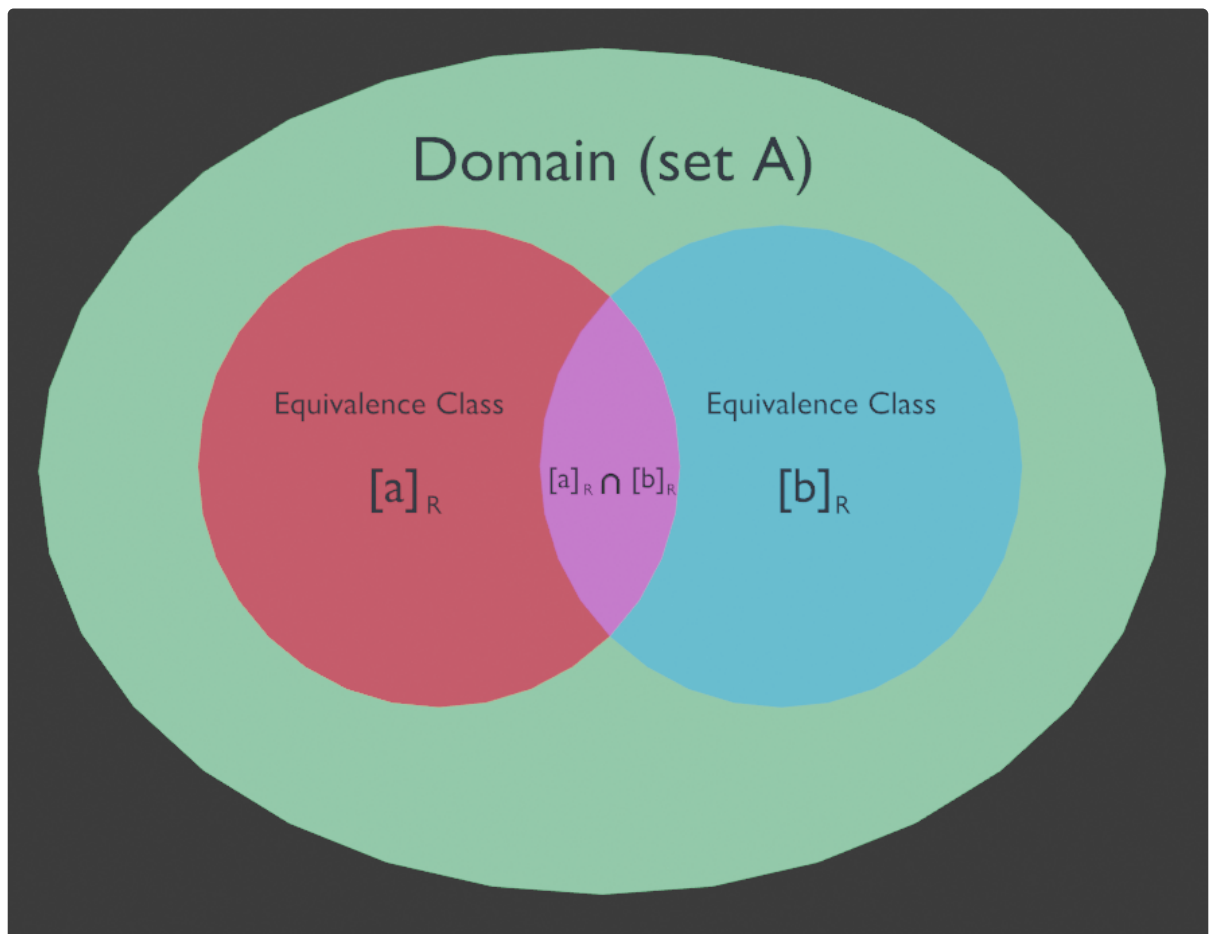 Domain (set A)
Equivalence Class
[a] R
[a] R ∩ [b] R
Equivalence Class
[b] R